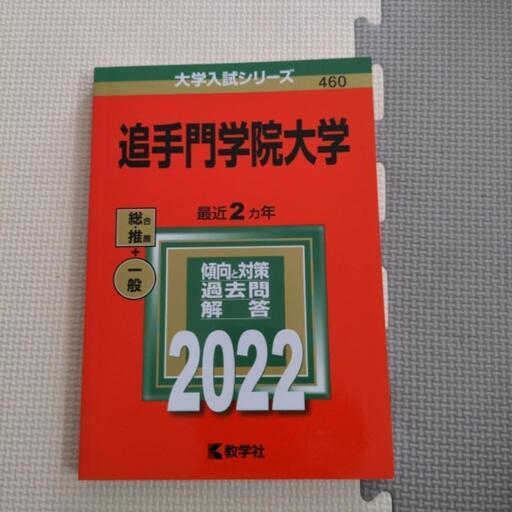 大学入試シリーズ
460
追手門学院大学
最近2ヵ年
総合・推薦
+
一般
傾向と対策
過去問
解答
2022
教学社